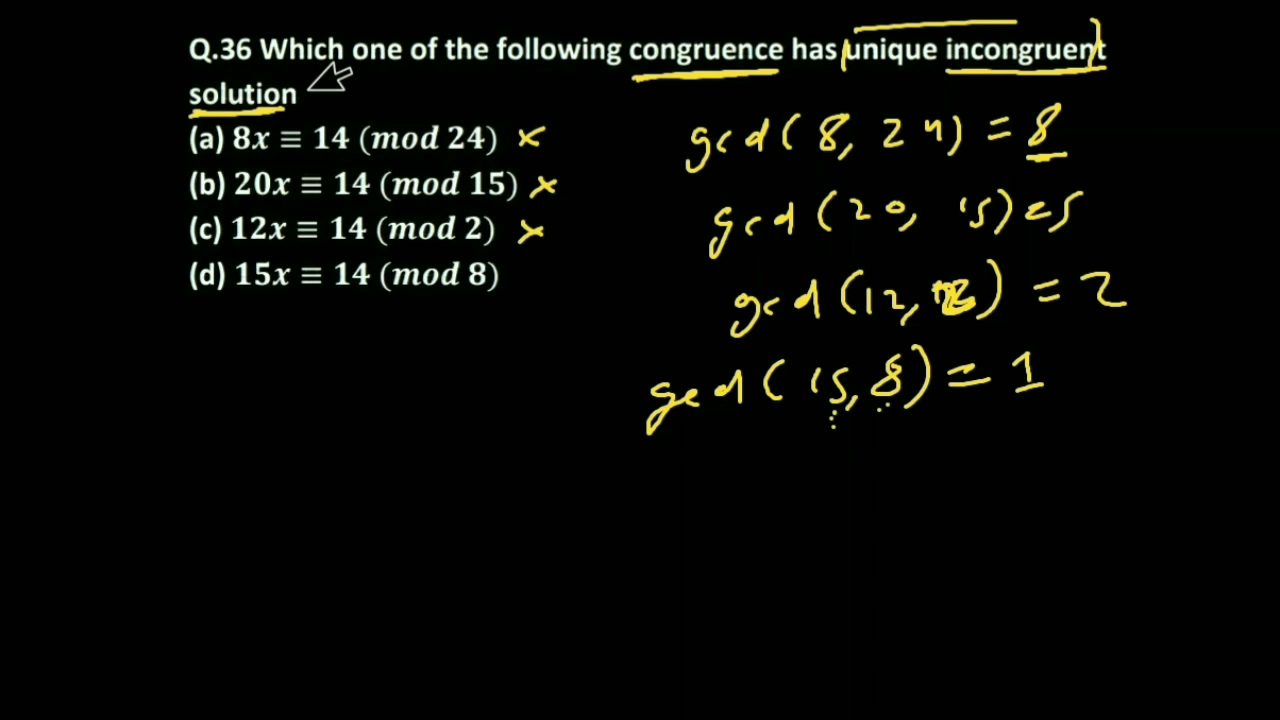 Q.36 Which one of the following congruence has unique incongruent
solution
(a) 8x ≡ 14 (mod 24) ×
(b) 20x ≡ 14 (mod 15) ×
(c) 12x ≡ 14 (mod 2) ×
(d) 15x ≡ 14 (mod 8)
gcd(8, 24) = 8
gcd(20, 15) = 5
gcd(12, 2) = 2
gcd(15, 8) = 1